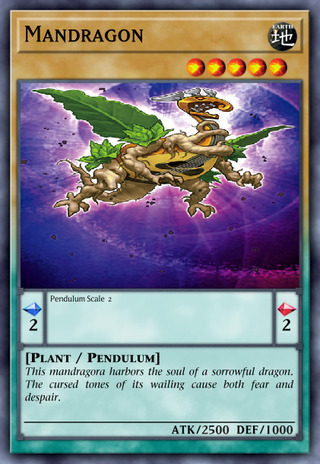 Mandragon
EARTH
地
Pendulum Scale 2
2
2
[Plant / Pendulum]
This mandragora harbors the soul of a sorrowful dragon.
The cursed tones of its wailing cause both fear and
despair.
ATK/2500 DEF/1000